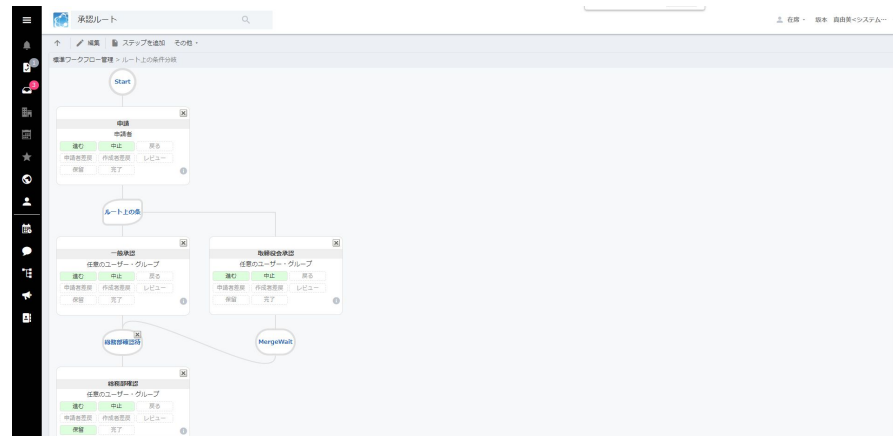 承認ルート
在席 - 坂本 真由美<システム…
編集 ステップを追加 その他 -
標準ワークフロー管理 > ルート上の条件分岐
Start
申請
申請者
進む 中止 戻る
申請者差戻 作成者差戻 レビュー
保留 完了
ルート上の条
一般承認
任意のユーザー・グループ
進む 中止 戻る
申請者差戻 作成者差戻 レビュー
保留 完了
取締役会承認
任意のユーザー・グループ
進む 中止 戻る
申請者差戻 作成者差戻 レビュー
保留 完了
総務部確認待
MergeWait
総務部確認
任意のユーザー・グループ
進む 中止 戻る
申請者差戻 作成者差戻 レビュー
保留 完了